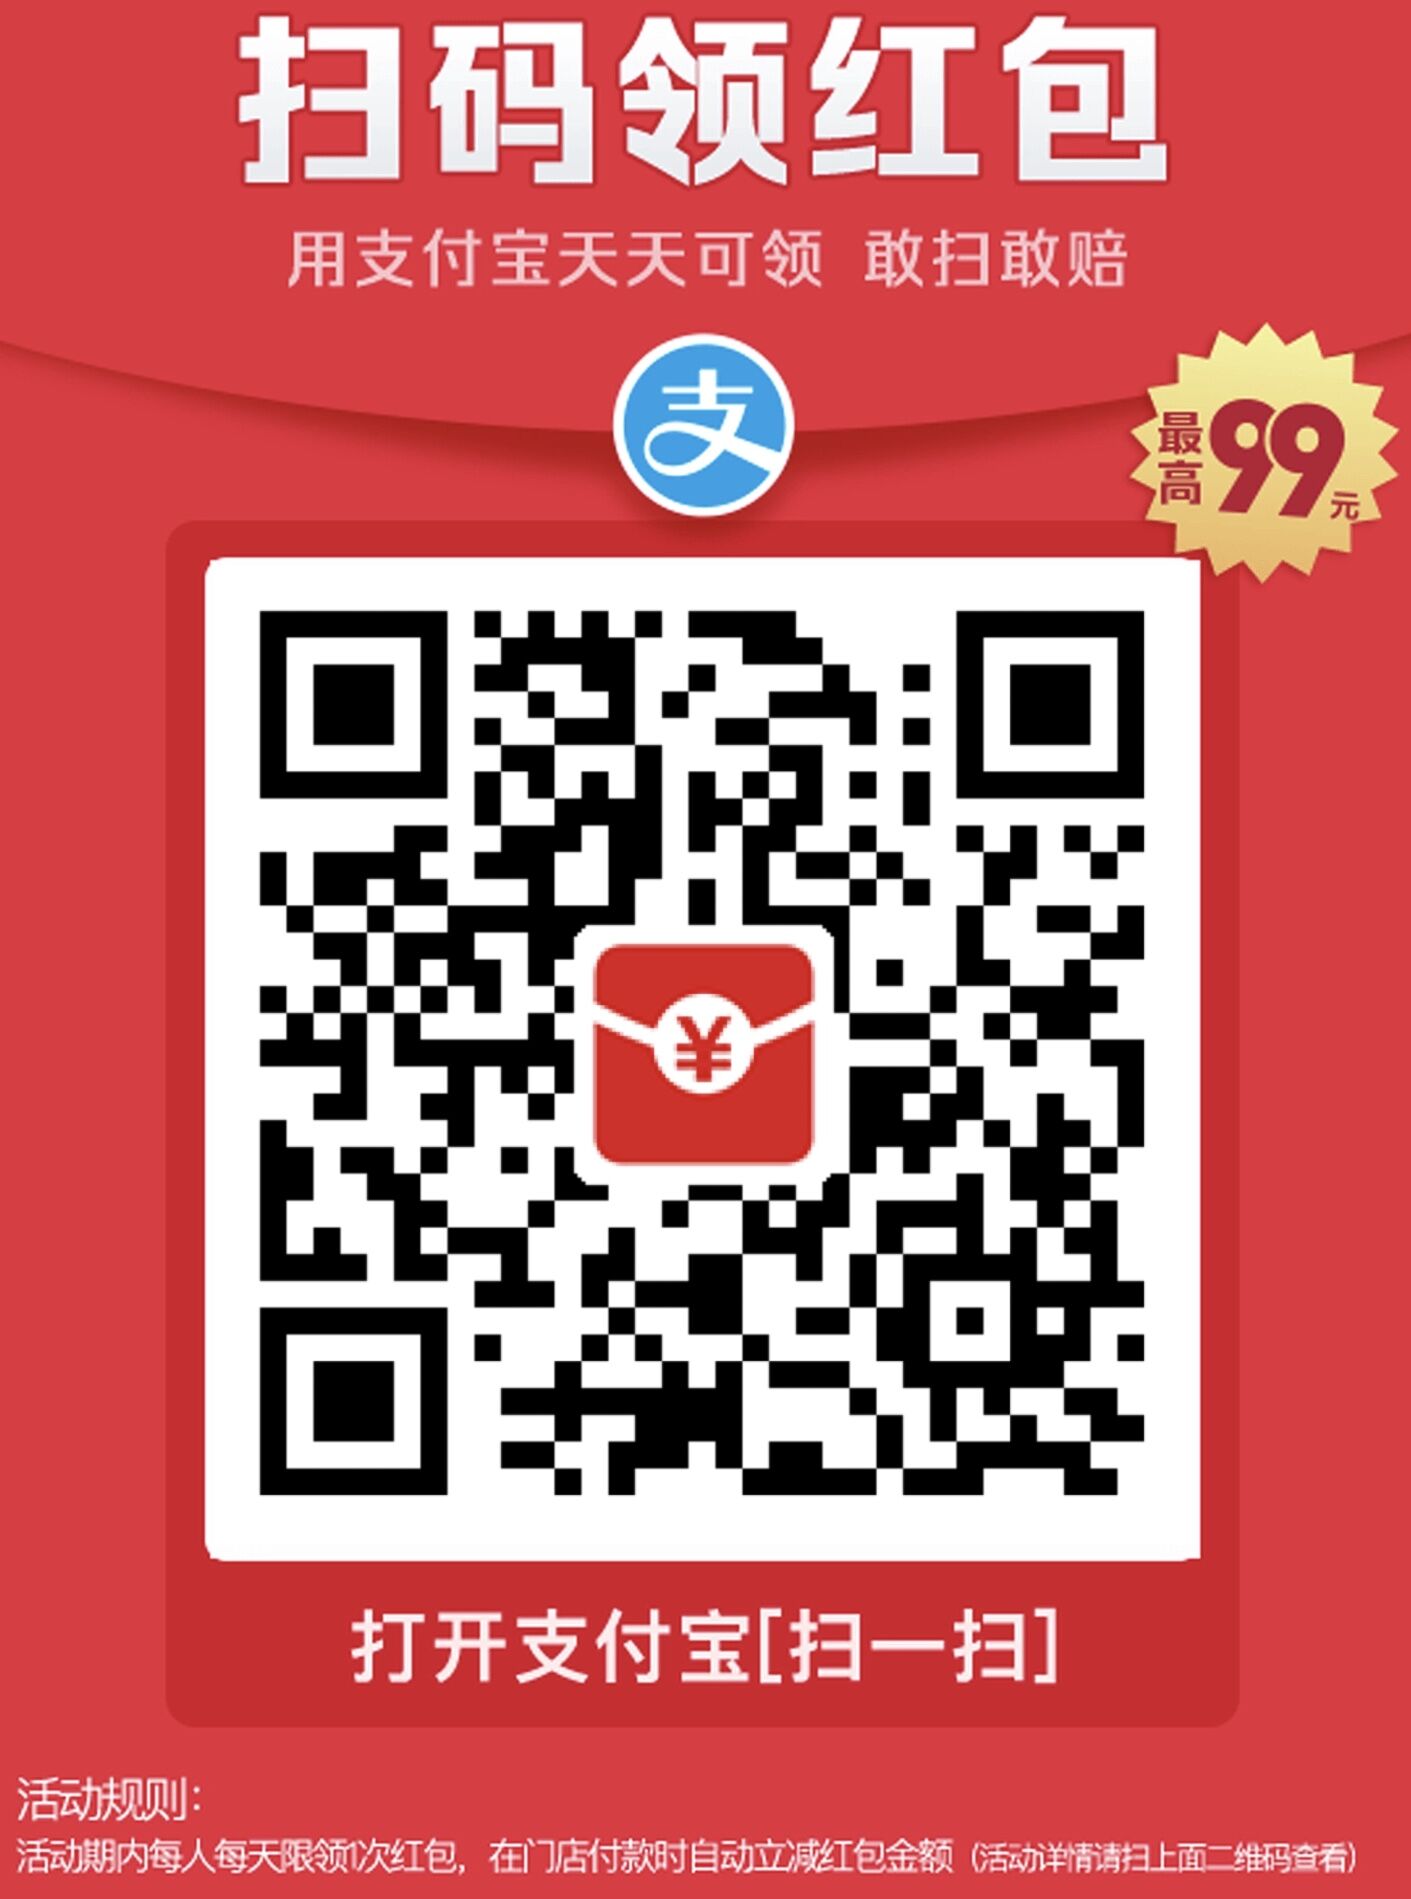 扫码领红包
用支付宝天天可领 敢扫敢赔
支
最高99元
¥
打开支付宝[扫一扫]
活动规则：
活动期内每人每天限领1次红包，在门店付款时自动立减红包金额（活动详情请扫上面二维码查看）